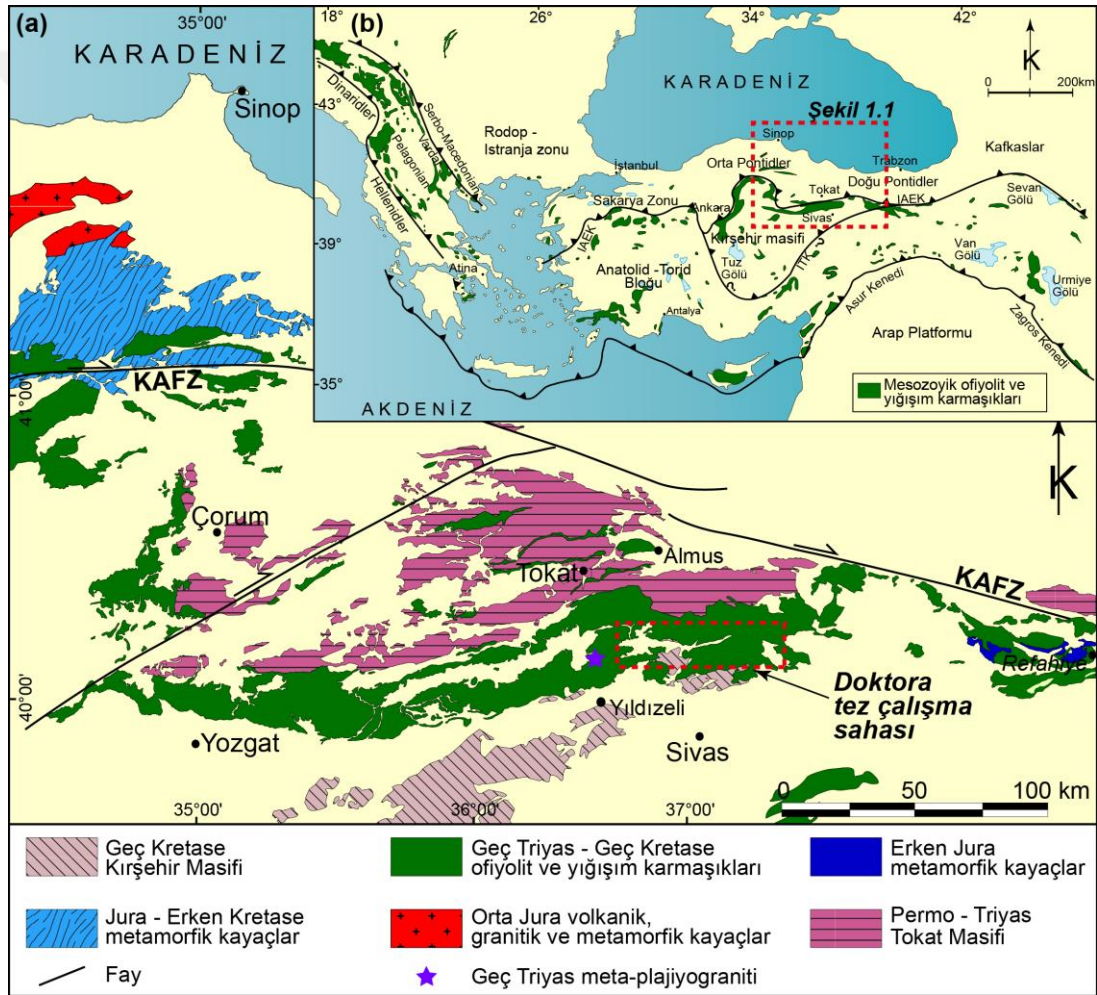 (a)
35°00'
KARADENİZ
Sinop
KAFZ
41°00'
18°
(b)
26°
34
42
KARADENİZ
K
0 200km
Şekil 1.1
43°
Dinaridler
Serbo-Macedonian
Vardar
Pelagonian
Hellenidler
Rodop -
Istranja zonu
Sinop
İstanbul
Orta Pontidler
Trabzon
Kafkaslar
Tokat
Doğu Pontidler
Sakarya Zonu
Ankara
IAEK
Sevan
Gölü
Sivas
39°
IAEK
Kırşehir masifi
Atina
Tuz
Gölü
ITK
Van
Gölü
Anatolid -Torid
Bloğu
Urmiye
Gölü
Antalya
Asur Kenedi
Zagros Kenedi
Arap Platformu
35°
AKDENİZ
Mesozoyik ofiyolit ve
yığışım karmaşıkları
K
Çorum
Tokat
Almus
KAFZ
Refahiye
40°00'
Yozgat
Yıldızeli
Sivas
Doktora
tez çalışma
sahası
0 50 100 km
35°00'
36°00'
37°00'
Geç Kretase
Kırşehir Masifi
Geç Triyas - Geç Kretase
ofiyolit ve yığışım karmaşıkları
Erken Jura
metamorfik kayaçlar
Jura - Erken Kretase
metamorfik kayaçlar
Orta Jura volkanik,
granitik ve metamorfik kayaçlar
Permo - Triyas
Tokat Masifi
Fay
Geç Triyas meta-plajiyograniti